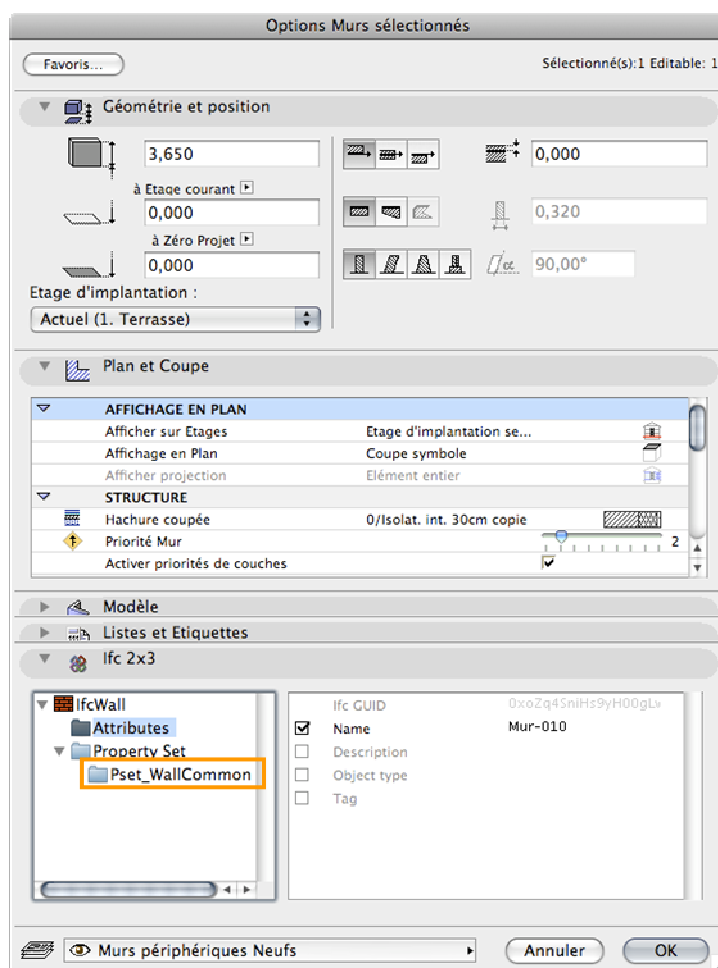 Options Murs sélectionnés
Favoris...
Sélectionné(s):1 Editable: 1
Géométrie et position
3,650
0,000
à Etage courant
0,000
0,320
à Zéro Projet
0,000
α
90,00°
Etage d'implantation :
Actuel (1. Terrasse)
Plan et Coupe
AFFICHAGE EN PLAN
Afficher sur Etages Etage d'implantation se...
Affichage en Plan Coupe symbole
Afficher projection Elément entier
STRUCTURE
Hachure coupée 0/Isolat. int. 30cm copie
Priorité Mur 2
Activer priorités de couches
Modèle
Listes et Etiquettes
Ifc 2x3
IfcWall
Attributes
Property Set
Pset_WallCommon
Ifc GUID
Name Mur-010
Description
Object type
Tag
Murs périphériques Neufs
Annuler
OK